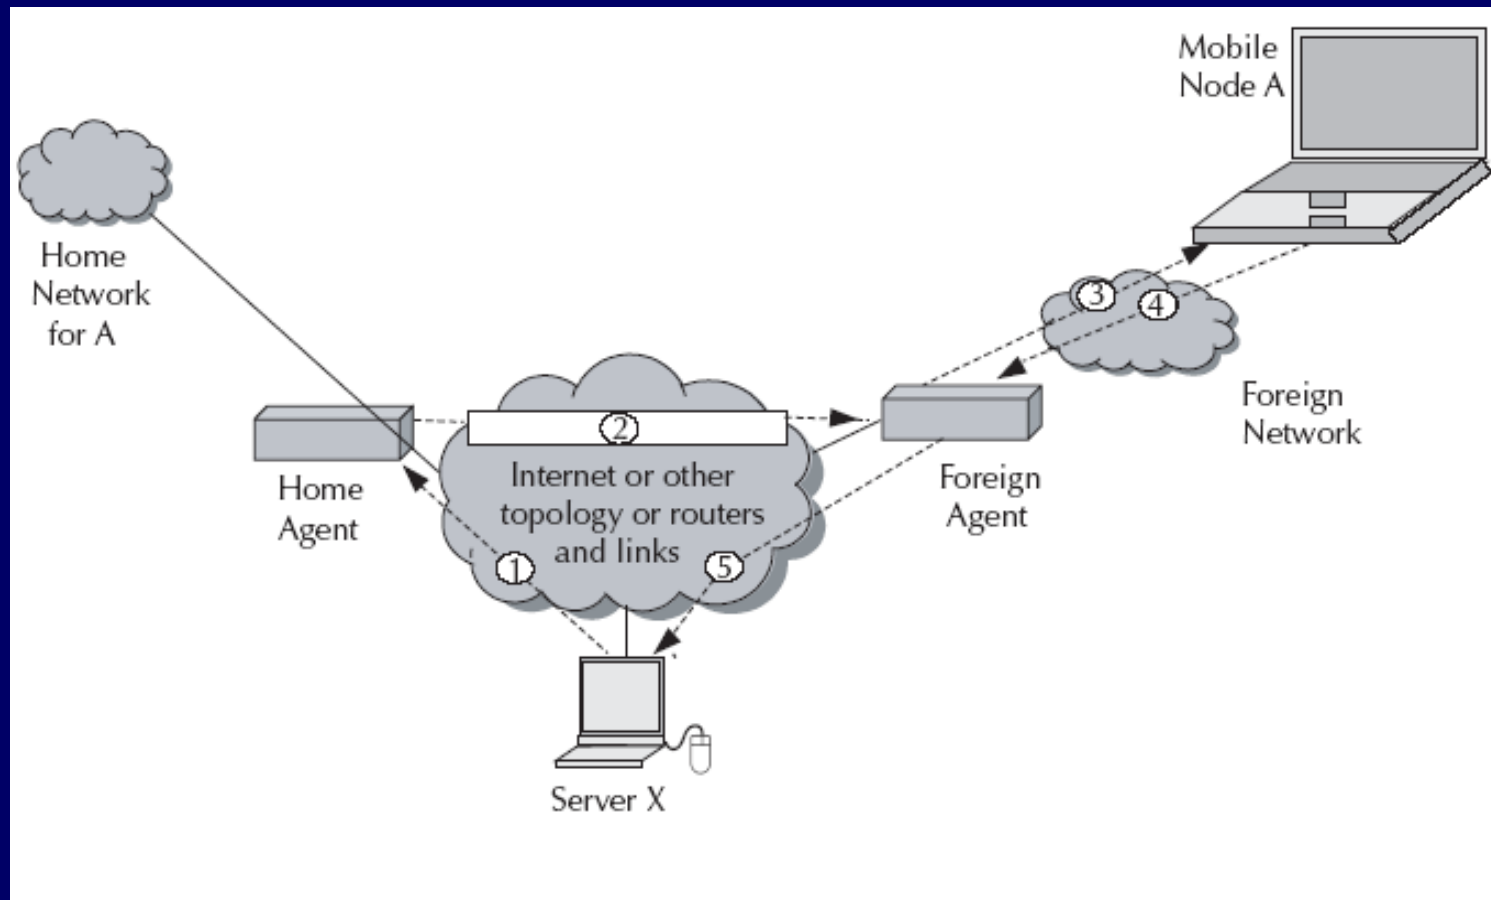 Mobile
Node A
Home
Network
for A
3
4
2
Foreign
Network
Home
Agent
Internet or other
topology or routers
and links
Foreign
Agent
1
5
Server X